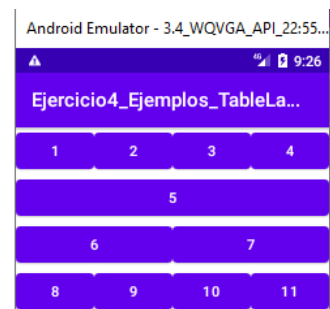 Android Emulator - 3.4_WQVGA_API_22:55...
4G 9:26
Ejercicio4_Ejemplos_TableLa...
1 2 3 4
5
6 7
8 9 10 11